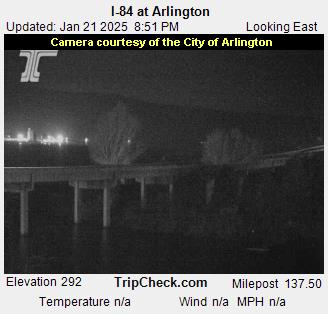 I-84 at Arlington
Updated: Jan 21 2025 8:51 PM Looking East
Camera courtesy of the City of Arlington
Elevation 292 TripCheck.com Milepost 137.50
Temperature n/a Wind n/a MPH n/a